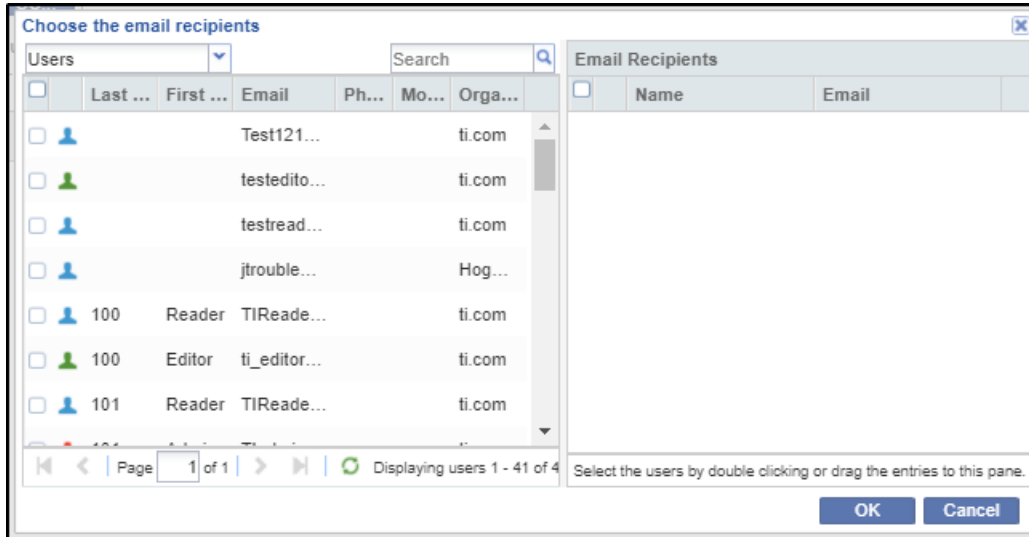 Choose the email recipients
Users
Search
Email Recipients
Last ... First ... Email Ph... Mo... Orga...
Name Email
Test121... ti.com
testedito... ti.com
testread... ti.com
jtrouble... Hog...
100 Reader TIReade... ti.com
100 Editor ti_editor... ti.com
101 Reader TIReade... ti.com
Page 1 of 1 Displaying users 1 - 41 of 4
Select the users by double clicking or drag the entries to this pane.
OK Cancel